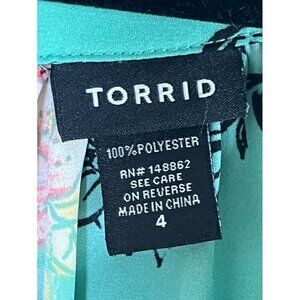 TORRID
100% POLYESTER
RN# 148862
SEE CARE
ON REVERSE
MADE IN CHINA
4